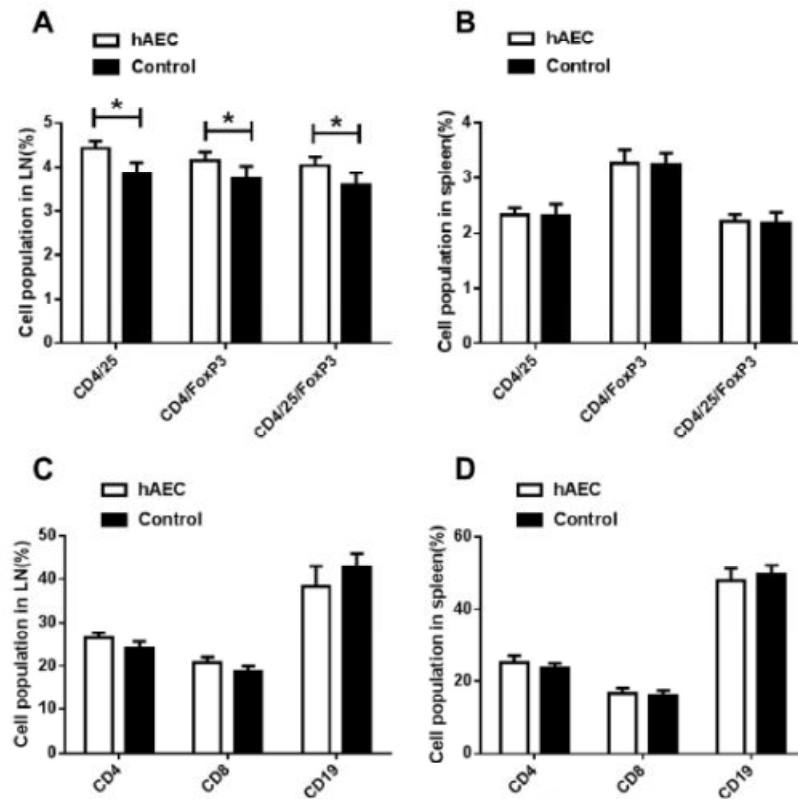 A
hAEC
Control
* * *
Cell population in LN(%)
5
4
3
2
1
0
CD4/25
CD4/FoxP3
CD4/25/FoxP3
B
hAEC
Control
Cell population in spleen(%)
4
3
2
1
0
CD4/25
CD4/FoxP3
CD4/25/FoxP3
C
hAEC
Control
Cell population in LN(%)
50
40
30
20
10
0
CD4
CD8
CD19
D
hAEC
Control
Cell population in spleen(%)
60
40
20
0
CD4
CD8
CD19